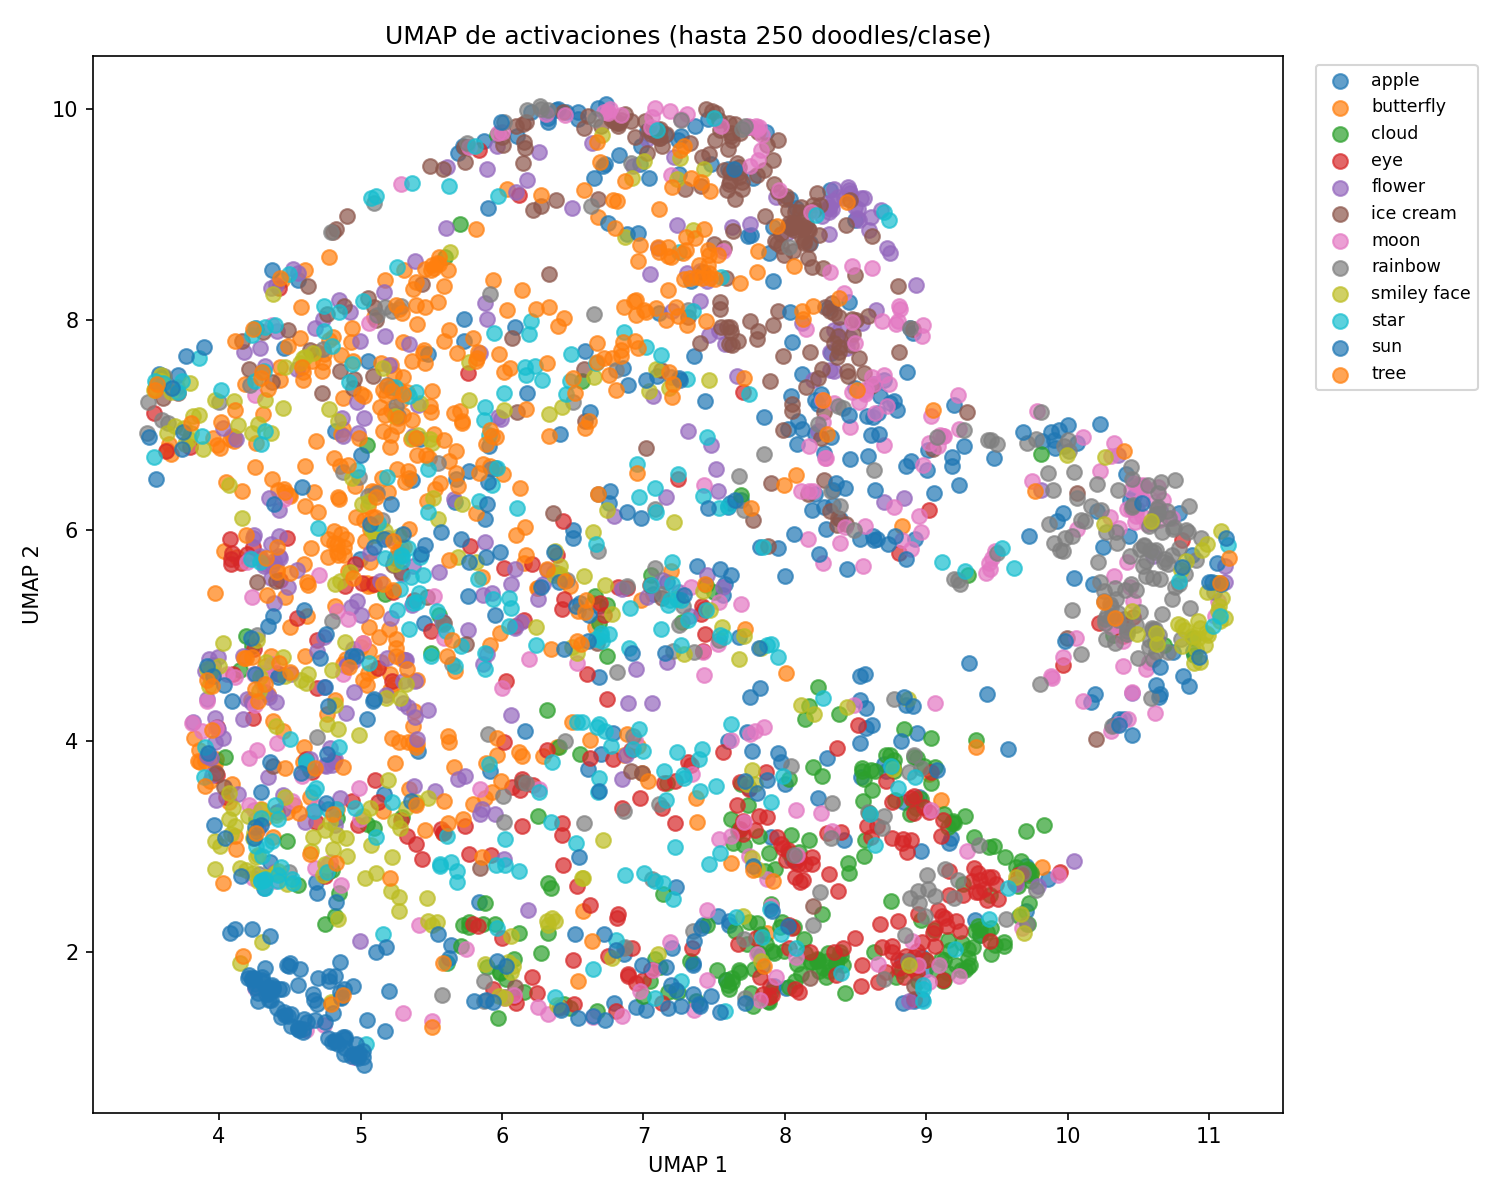 UMAP de activaciones (hasta 250 doodles/clase)
apple
butterfly
cloud
eye
flower
ice cream
moon
rainbow
smiley face
star
sun
tree
10
8
6
4
2
UMAP 2
4 5 6 7 8 9 10 11
UMAP 1